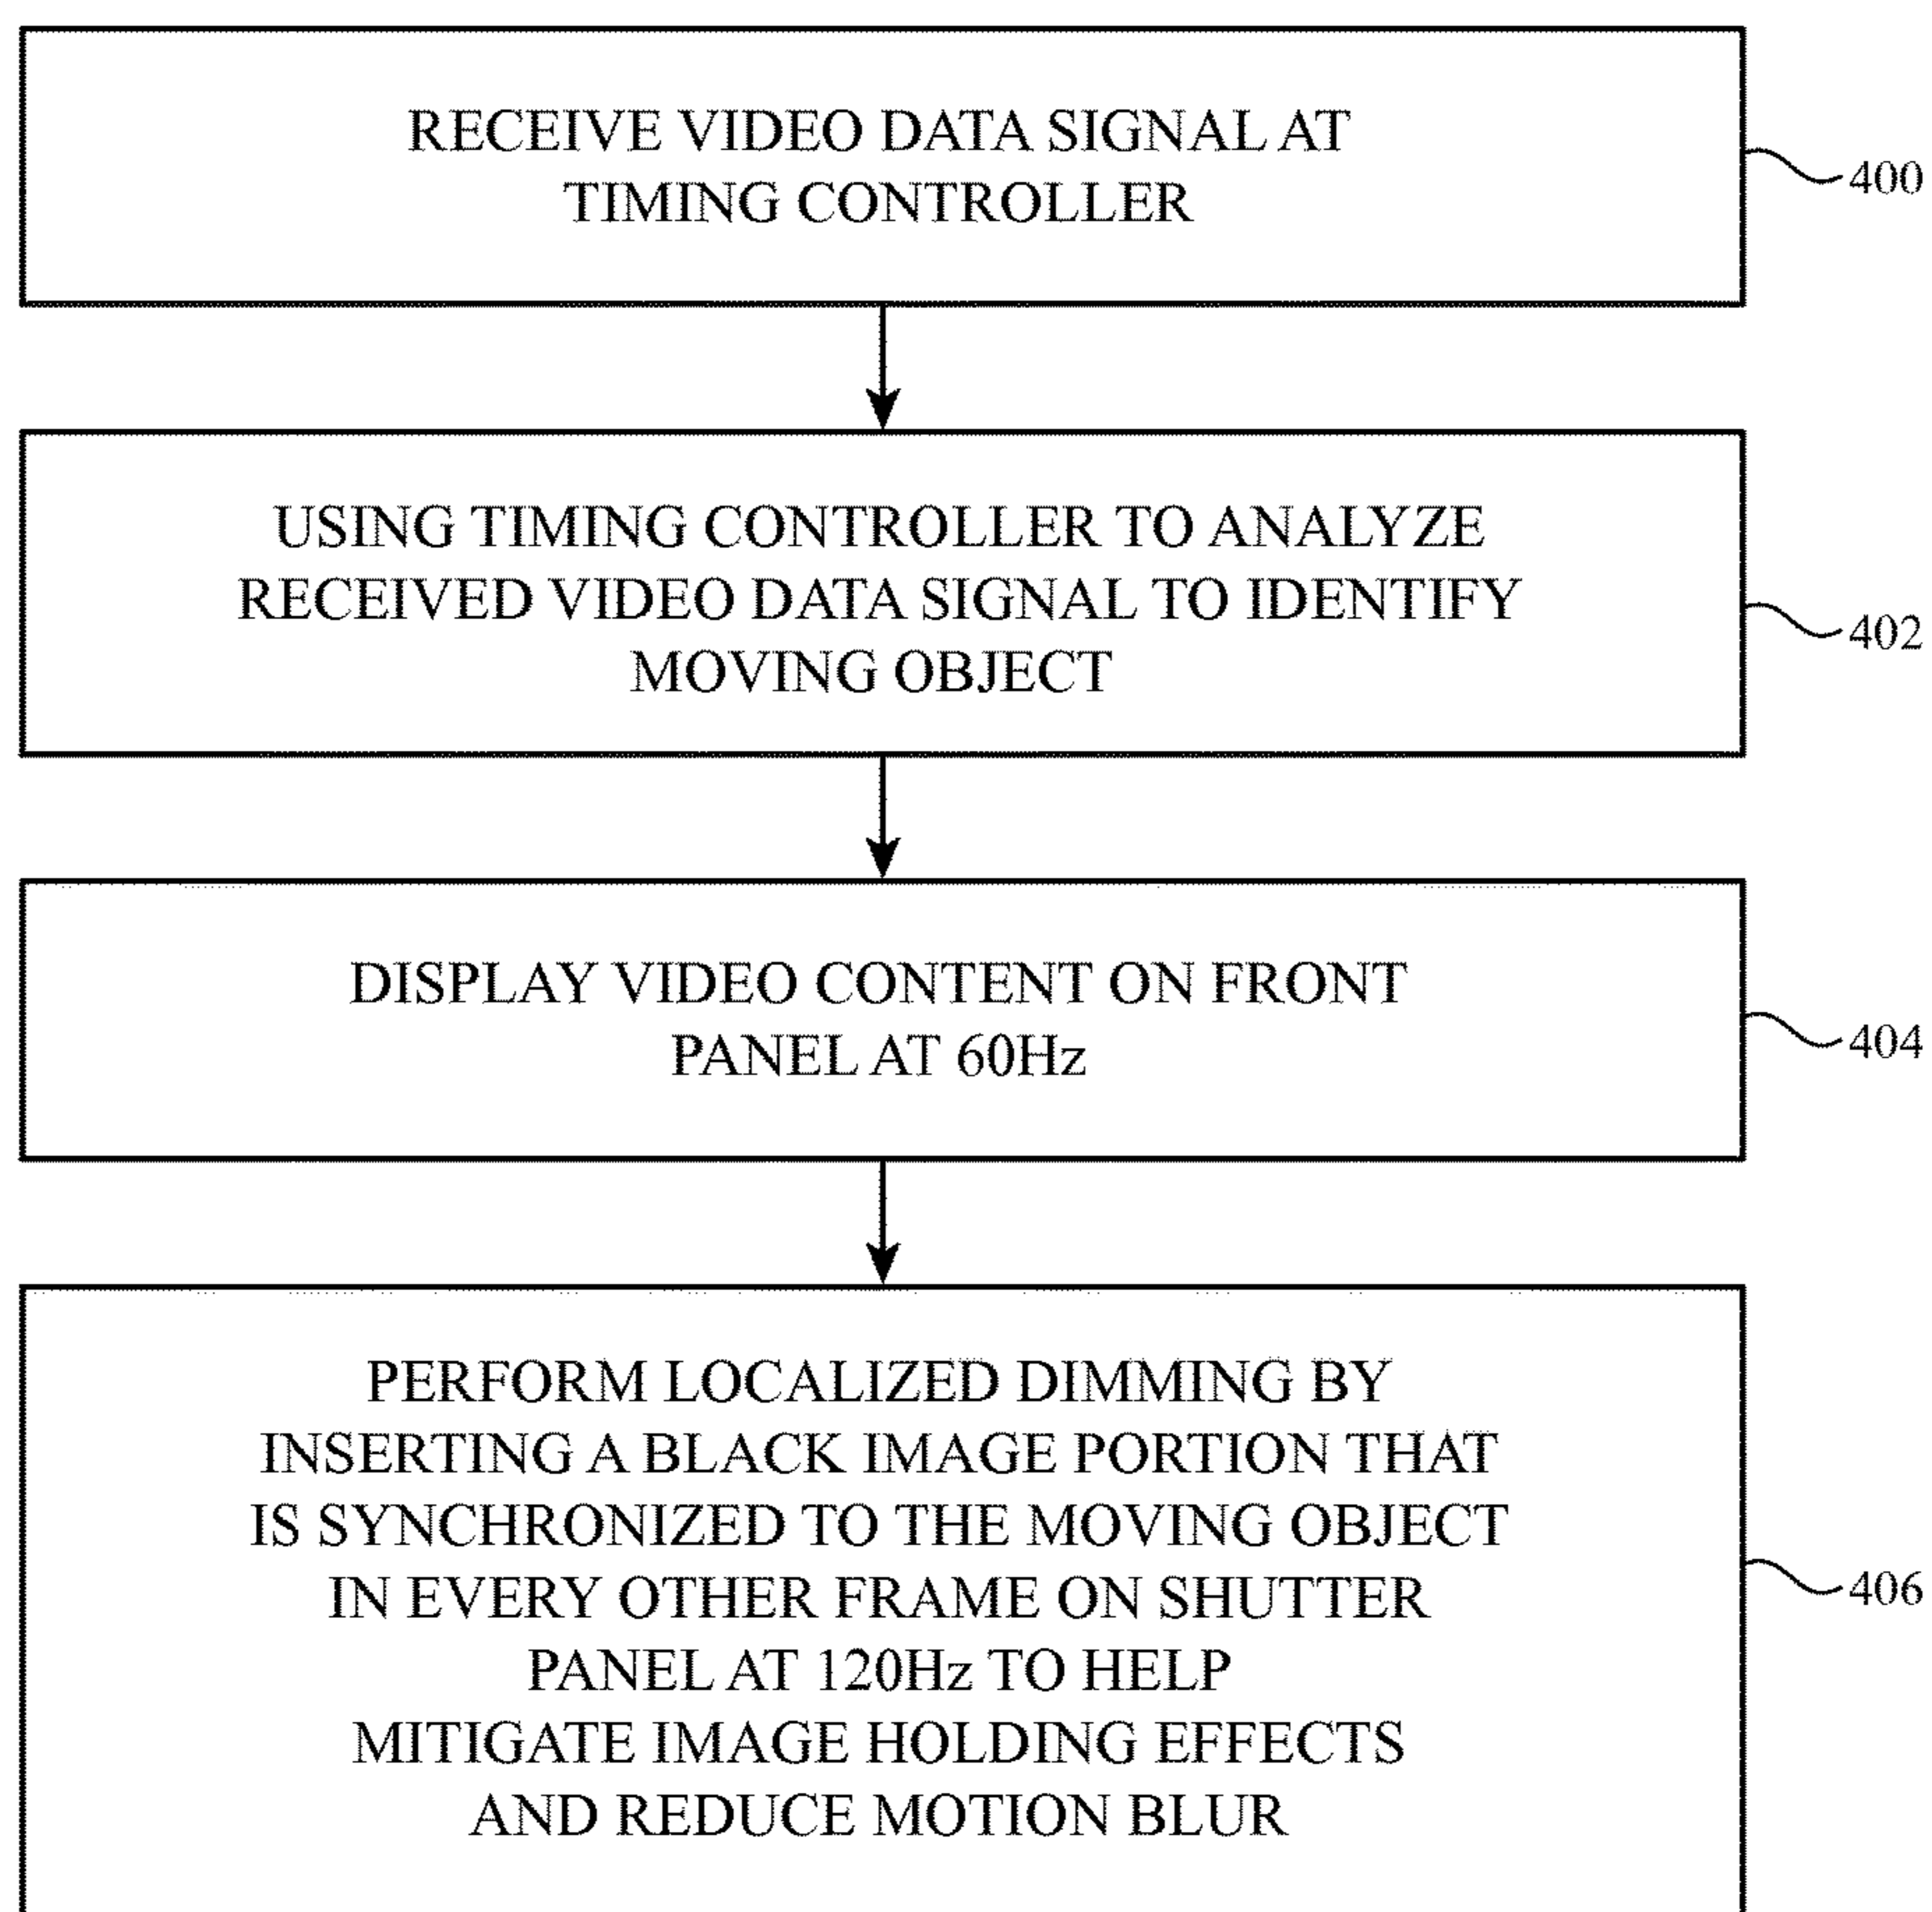 RECEIVE VIDEO DATA SIGNAL AT
TIMING CONTROLLER
400
USING TIMING CONTROLLER TO ANALYZE
RECEIVED VIDEO DATA SIGNAL TO IDENTIFY
MOVING OBJECT
402
DISPLAY VIDEO CONTENT ON FRONT
PANEL AT 60Hz
404
PERFORM LOCALIZED DIMMING BY
INSERTING A BLACK IMAGE PORTION THAT
IS SYNCHRONIZED TO THE MOVING OBJECT
IN EVERY OTHER FRAME ON SHUTTER
PANEL AT 120Hz TO HELP
MITIGATE IMAGE HOLDING EFFECTS
AND REDUCE MOTION BLUR
406